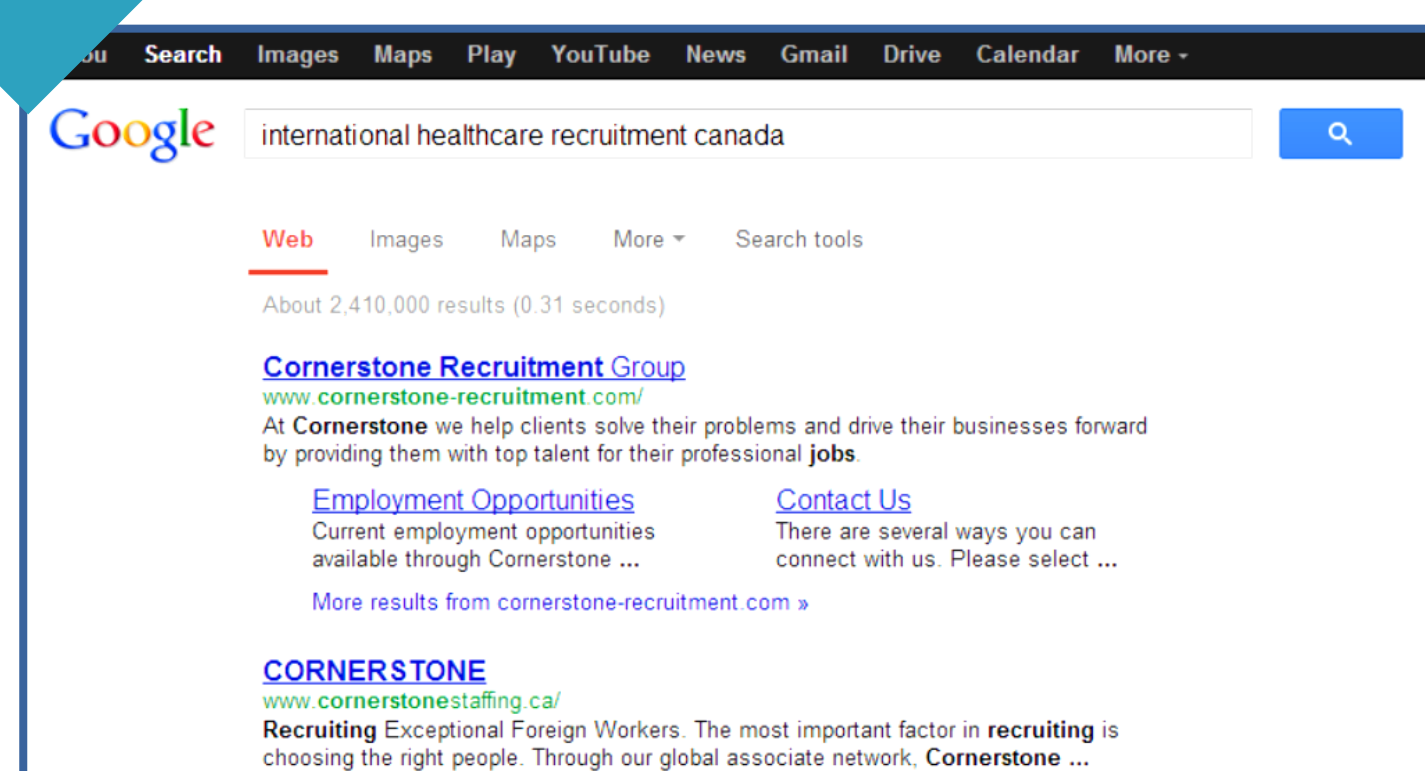 Search Images Maps Play YouTube News Gmail Drive Calendar More
Google international healthcare recruitment canada
Web Images Maps More Search tools
About 2,410,000 results (0.31 seconds)
Cornerstone Recruitment Group
www.cornerstone-recruitment.com/
At Cornerstone we help clients solve their problems and drive their businesses forward
by providing them with top talent for their professional jobs.
Employment Opportunities
Current employment opportunities
available through Cornerstone ...
Contact Us
There are several ways you can
connect with us. Please select ...
More results from cornerstone-recruitment.com »
CORNERSTONE
www.cornerstonestaffing.ca/
Recruiting Exceptional Foreign Workers. The most important factor in recruiting is
choosing the right people. Through our global associate network, Cornerstone ...